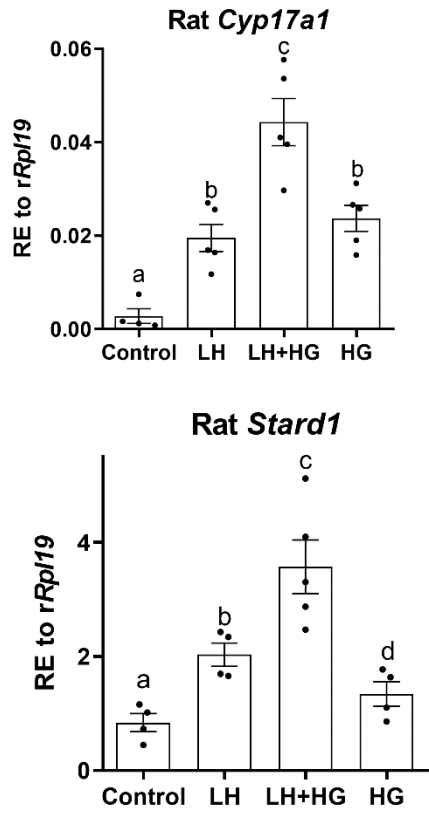 Rat Cyp17a1
RE to rRpl19
0.06
0.04
0.02
0.00
a
b
c
b
Control LH LH+HG HG
Rat Stard1
RE to rRpl19
4
2
0
a
b
c
d
Control LH LH+HG HG